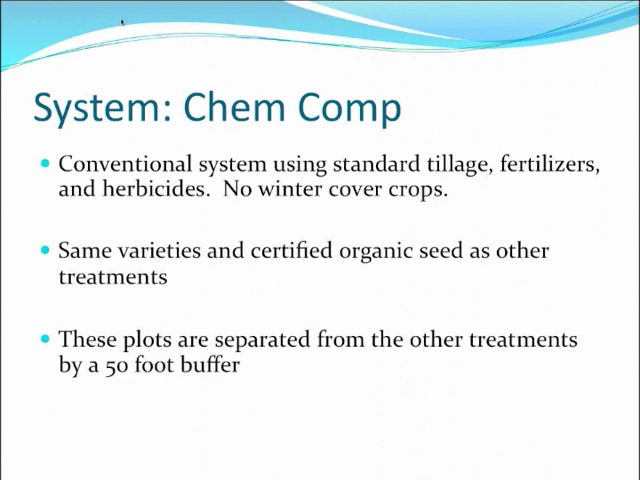 System: Chem Comp
Conventional system using standard tillage, fertilizers,
and herbicides.  No winter cover crops.
Same varieties and certified organic seed as other
treatments
These plots are separated from the other treatments
by a 50 foot buffer